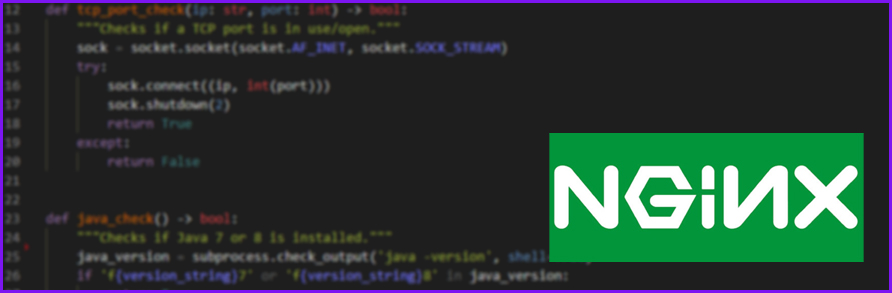 12 def tcp_port_check(ip: str, port: int) -> bool:
13 """Checks if a TCP port is in use/open."""
14 sock = socket.socket(socket.AF_INET, socket.SOCK_STREAM)
15 try:
16 sock.connect((ip, int(port)))
17 sock.shutdown(2)
18 return True
19 except:
20 return False
21
22
23 def java_check() -> bool:
24 """Checks if Java 7 or 8 is installed."""
25 java_version = subprocess.check_output('java -version', shell
26 if 'f{version_string}7' or 'f{version_string}8' in java_version:
NGINX